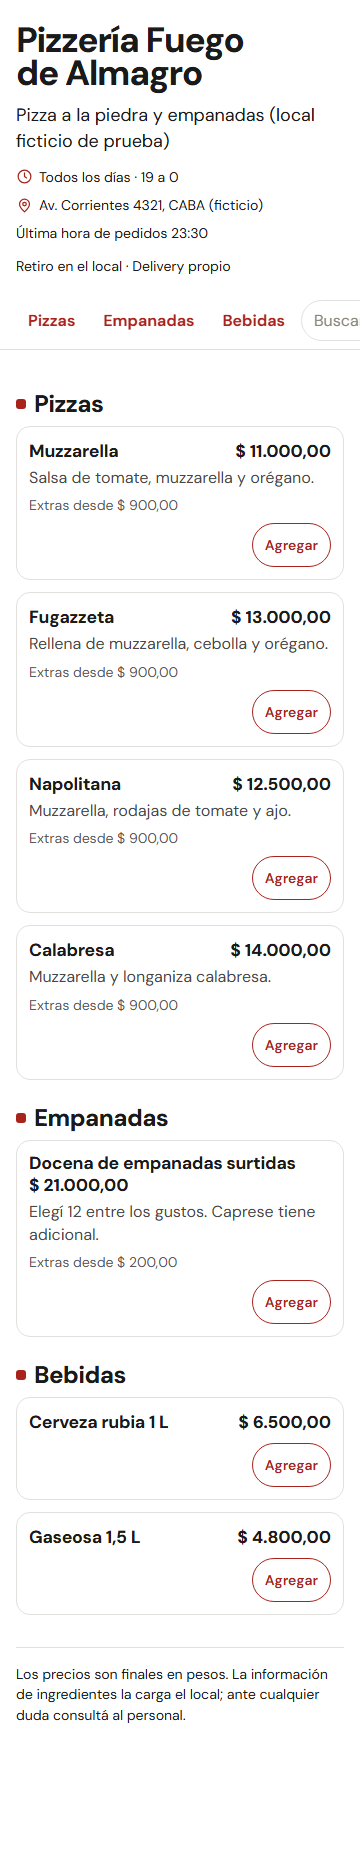 Pizzería Fuego
de Almagro
Pizza a la piedra y empanadas (local
ficticio de prueba)
Todos los días · 19 a 0
Av. Corrientes 4321, CABA (ficticio)
Última hora de pedidos 23:30
Retiro en el local · Delivery propio
Pizzas Empanadas Bebidas Busca
Pizzas
Muzzarella $ 11.000,00
Salsa de tomate, muzzarella y orégano.
Extras desde $ 900,00
Agregar
Fugazzeta $ 13.000,00
Rellena de muzzarella, cebolla y orégano.
Extras desde $ 900,00
Agregar
Napolitana $ 12.500,00
Muzzarella, rodajas de tomate y ajo.
Extras desde $ 900,00
Agregar
Calabresa $ 14.000,00
Muzzarella y longaniza calabresa.
Extras desde $ 900,00
Agregar
Empanadas
Docena de empanadas surtidas
$ 21.000,00
Elegí 12 entre los gustos. Caprese tiene
adicional.
Extras desde $ 200,00
Agregar
Bebidas
Cerveza rubia 1 L $ 6.500,00
Agregar
Gaseosa 1,5 L $ 4.800,00
Agregar
Los precios son finales en pesos. La información
de ingredientes la carga el local; ante cualquier
duda consultá al personal.